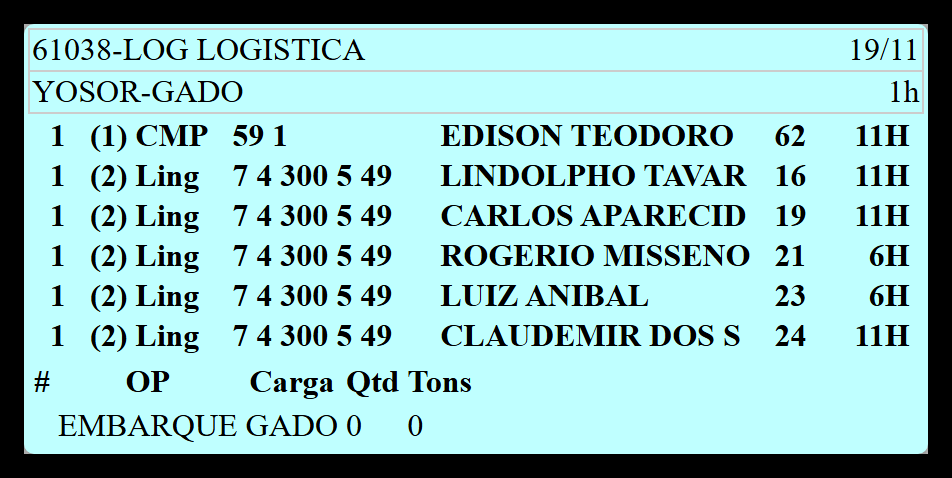 61038-LOG LOGISTICA 19/11
YOSOR-GADO 1h
1 (1) CMP 59 1 EDISON TEODORO 62 11H
1 (2) Ling 7 4 300 5 49 LINDOLPHO TAVAR 16 11H
1 (2) Ling 7 4 300 5 49 CARLOS APARECID 19 11H
1 (2) Ling 7 4 300 5 49 ROGERIO MISSENO 21 6H
1 (2) Ling 7 4 300 5 49 LUIZ ANIBAL 23 6H
1 (2) Ling 7 4 300 5 49 CLAUDEMIR DOS S 24 11H
# OP Carga Qtd Tons
EMBARQUE GADO 0 0